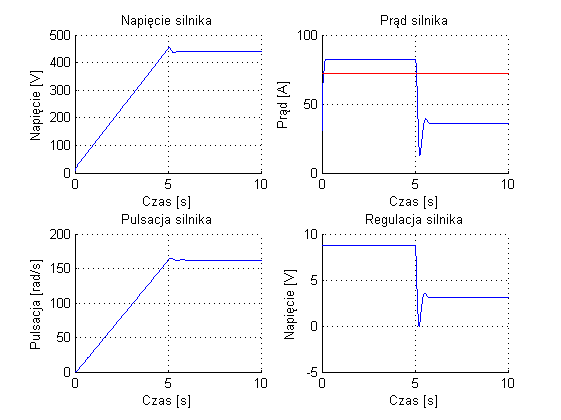 Napięcie silnika
Napięcie [V]
500
400
300
200
100
0
0 5 10
Czas [s]
Prąd silnika
Prąd [A]
100
50
0
0 5 10
Czas [s]
Pulsacja silnika
Pulsacja [rad/s]
200
150
100
50
0
0 5 10
Czas [s]
Regulacja silnika
Napięcie [V]
10
5
0
-5
0 5 10
Czas [s]